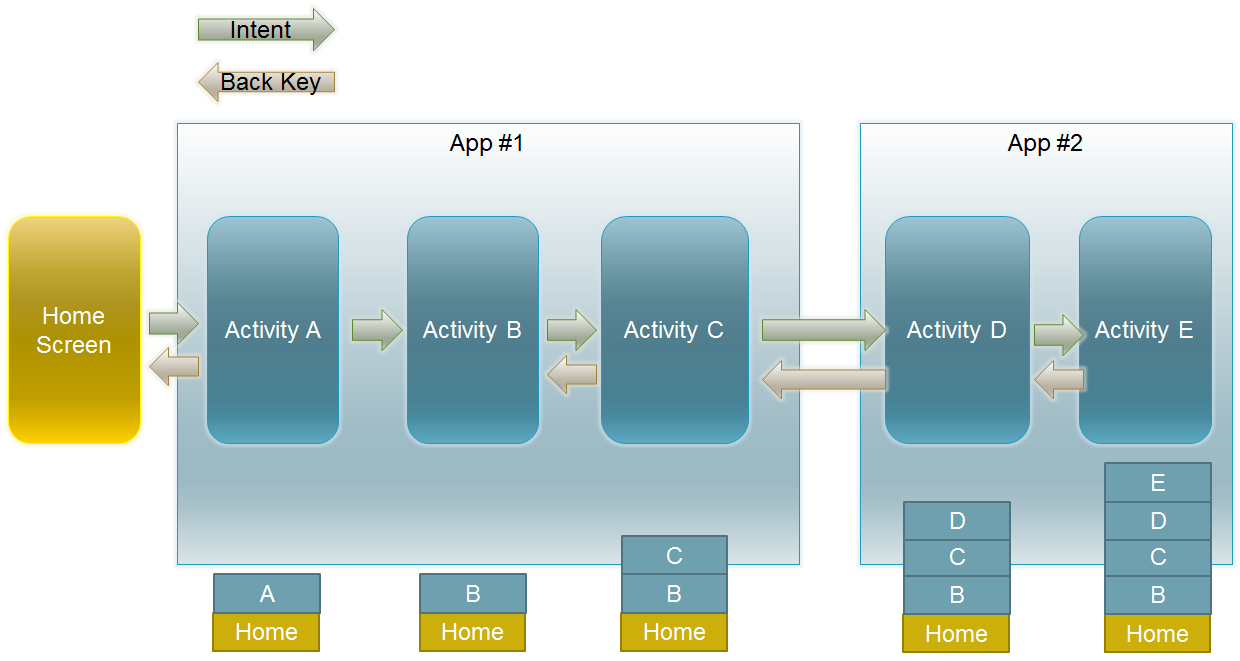 Intent
Back Key
App #1
App #2
Home
Screen
Activity A
Activity B
Activity C
Activity D
Activity E
A
Home
B
Home
C
B
Home
D
C
B
Home
E
D
C
B
Home